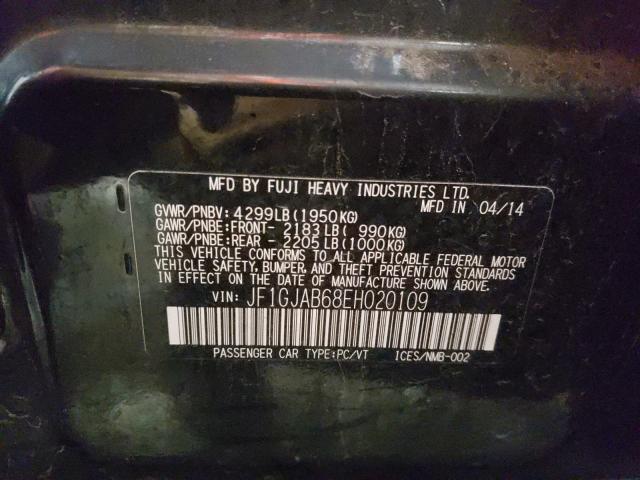 MFD BY FUJI HEAVY INDUSTRIES LTD.
GVWR/PNBV: 4299LB(1950KG) MFD IN 04/14
GAWR/PNBE:FRONT- 2183LB( 990KG)
GAWR/PNBE:REAR - 2205LB(1000KG)
THIS VEHICLE CONFORMS TO ALL APPLICABLE FEDERAL MOTOR
VEHICLE SAFETY, BUMPER, AND THEFT PREVENTION STANDARDS
IN EFFECT ON THE DATE OF MANUFACTURE SHOWN ABOVE.
VIN: JF1GJAB68EH020109
PASSENGER CAR TYPE:PC/VT ICES/NMB-002